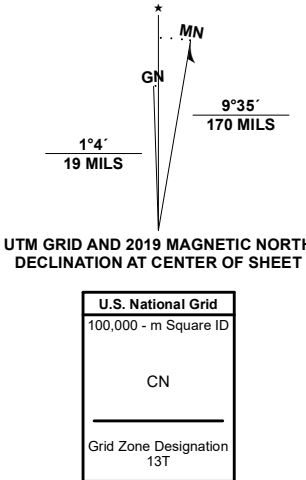 ★
MN
GN
9°35´
170 MILS
1°4´
19 MILS
UTM GRID AND 2019 MAGNETIC NORTH
DECLINATION AT CENTER OF SHEET
U.S. National Grid
100,000 - m Square ID
CN
Grid Zone Designation
13T